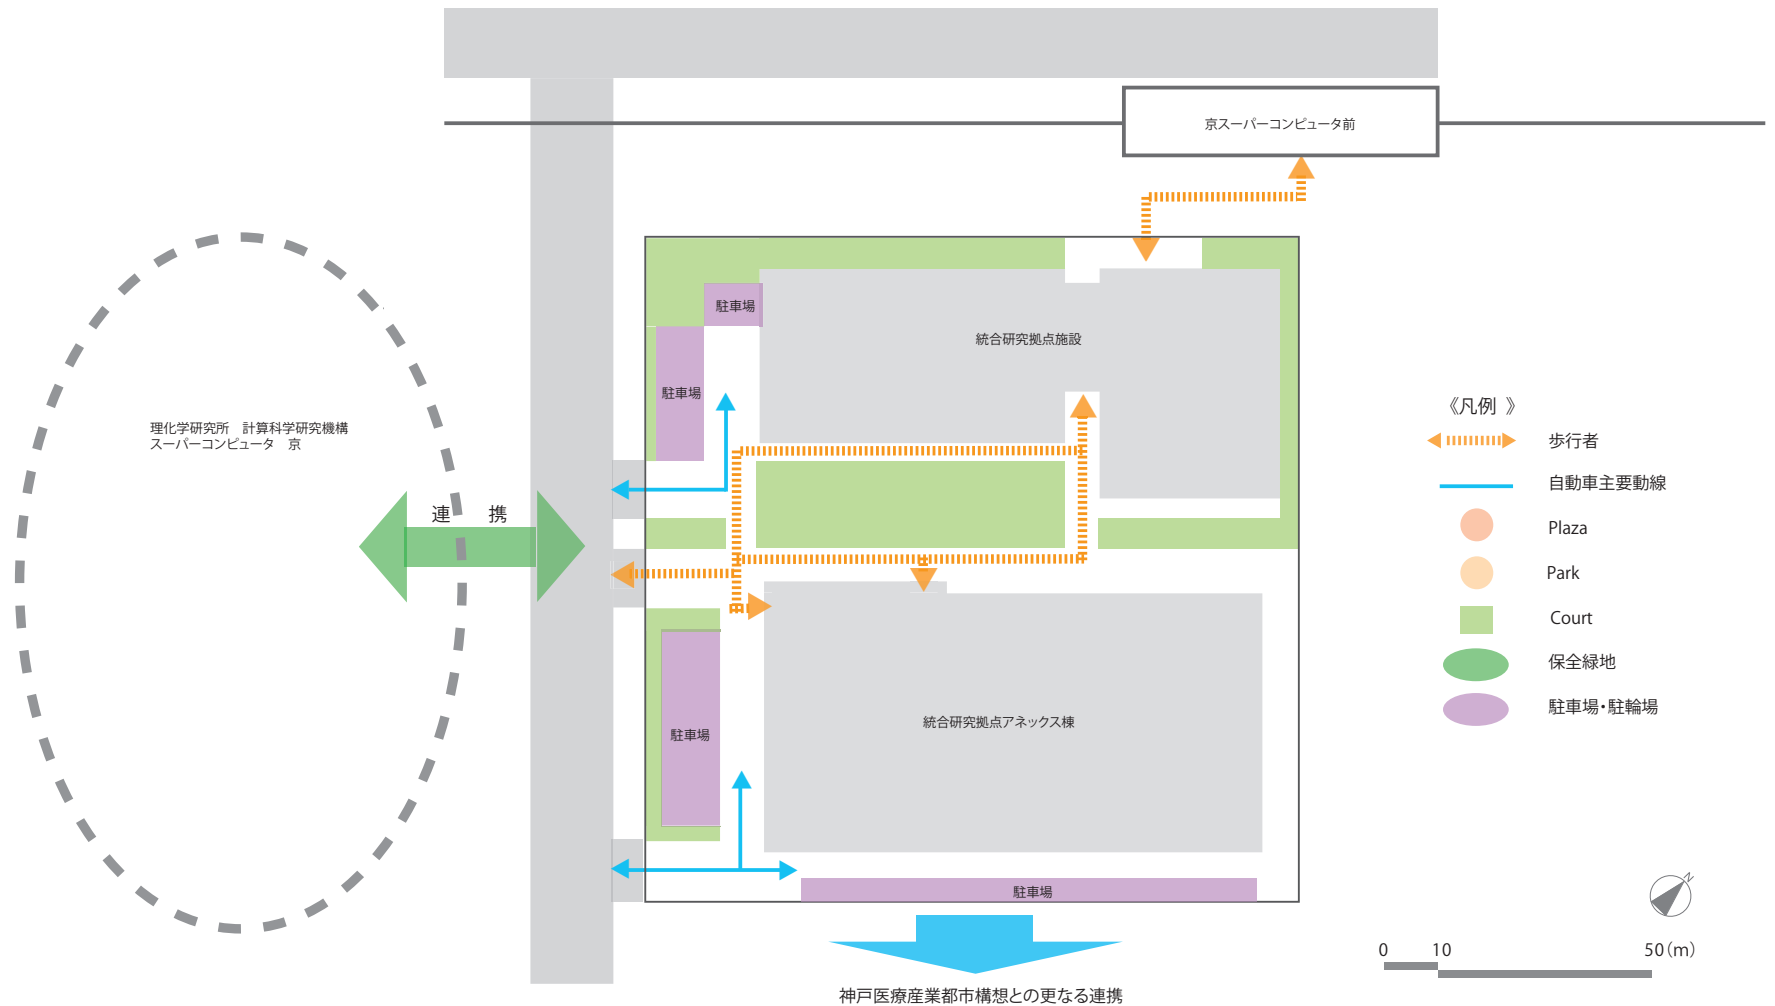 京スーパーコンピュータ前
駐車場
統合研究拠点施設
駐車場
理化学研究所　計算科学研究機構
スーパーコンピュータ　京
連　携
《凡例 》
歩行者
自動車主要動線
Plaza
Park
Court
保全緑地
駐車場・駐輪場
統合研究拠点アネックス棟
駐車場
駐車場
N
0 10 50(m)
神戸医療産業都市構想との更なる連携